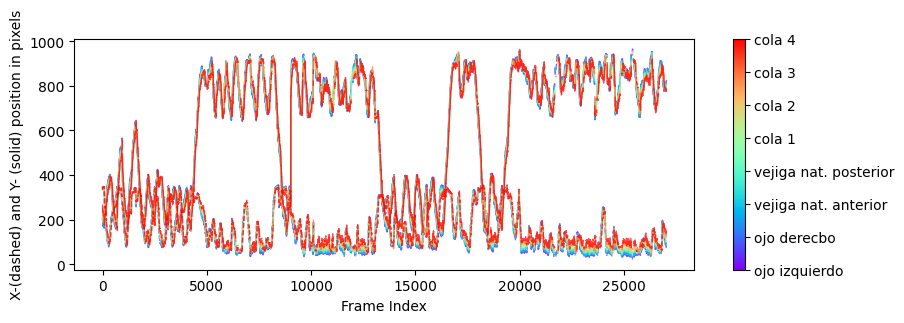 X-(dashed) and Y- (solid) position in pixels
1000
800
600
400
200
0
0
5000
10000
15000
20000
25000
Frame Index
cola 4
cola 3
cola 2
cola 1
vejiga nat. posterior
vejiga nat. anterior
ojo derecbo
ojo izquierdo